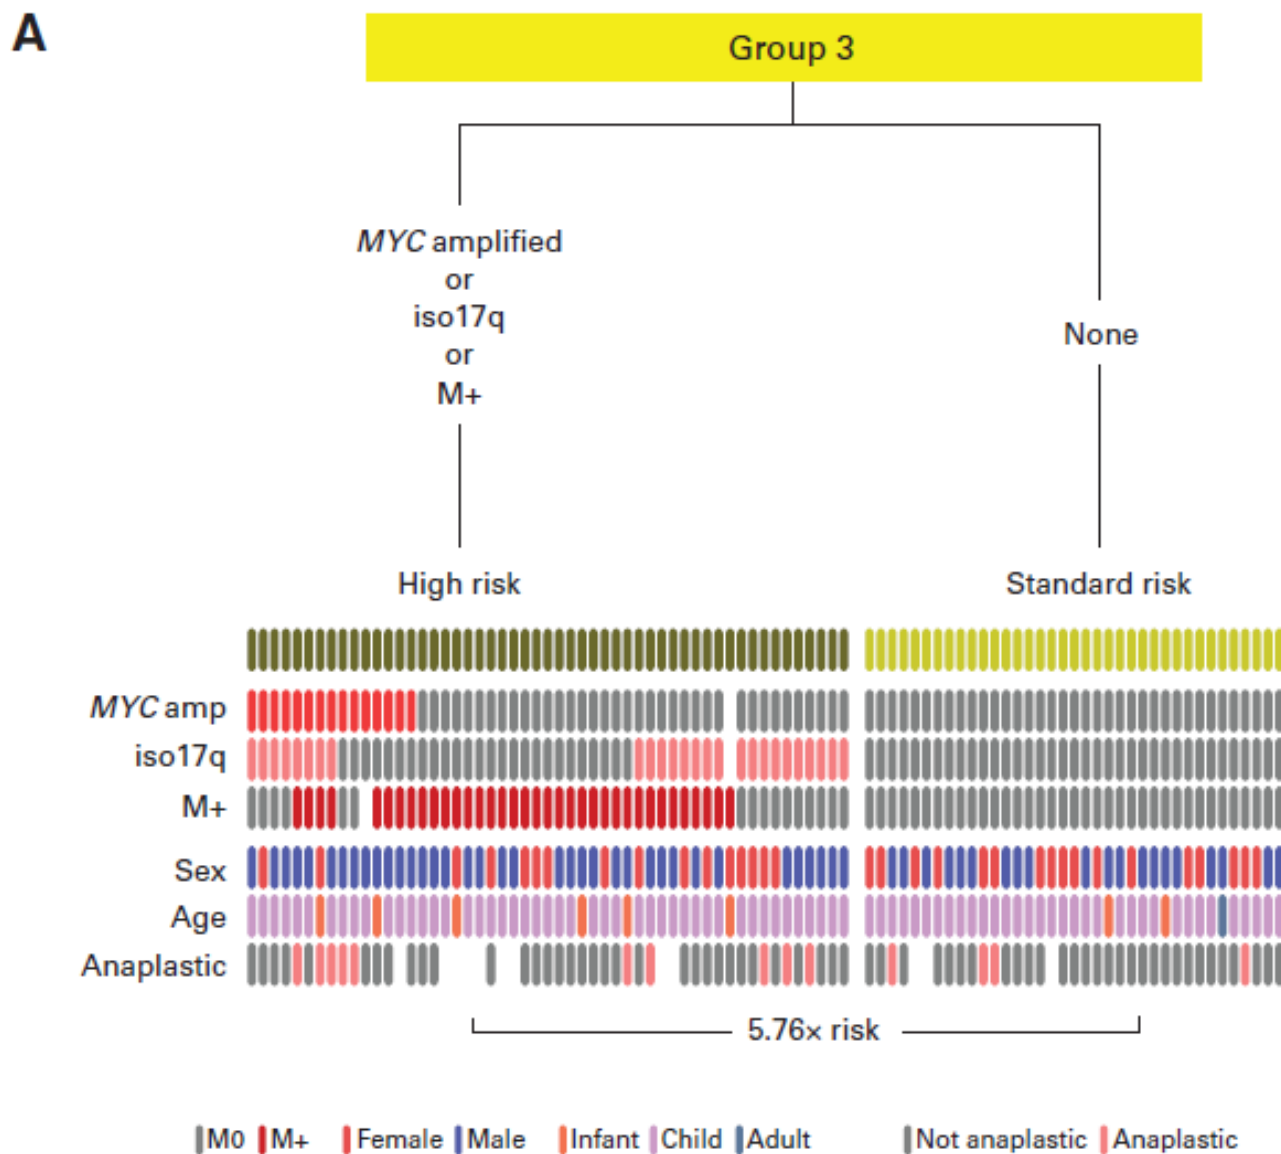 A
Group 3
MYC amplified
or
iso17q
or
M+
None
High risk
Standard risk
MYC amp
iso17q
M+
Sex
Age
Anaplastic
5.76× risk
M0 M+ Female Male Infant Child Adult Not anaplastic Anaplastic